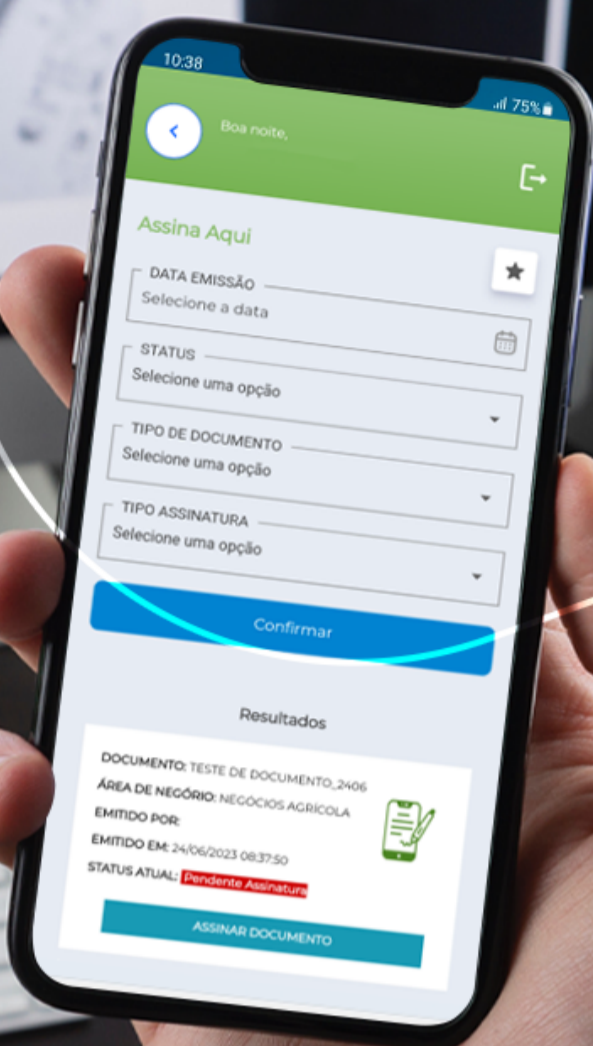 10:38
75%
Boa noite,
Assina Aqui
DATA EMISSÃO
Selecione a data
STATUS
Selecione uma opção
TIPO DE DOCUMENTO
Selecione uma opção
TIPO ASSINATURA
Selecione uma opção
Confirmar
Resultados
DOCUMENTO: TESTE DE DOCUMENTO_2406
ÁREA DE NEGÓRIO: NEGÓCIOS AGRÍCOLA
EMITIDO POR:
EMITIDO EM: 24/06/2023 08:37:50
STATUS ATUAL: Pendente Assinatura
ASSINAR DOCUMENTO